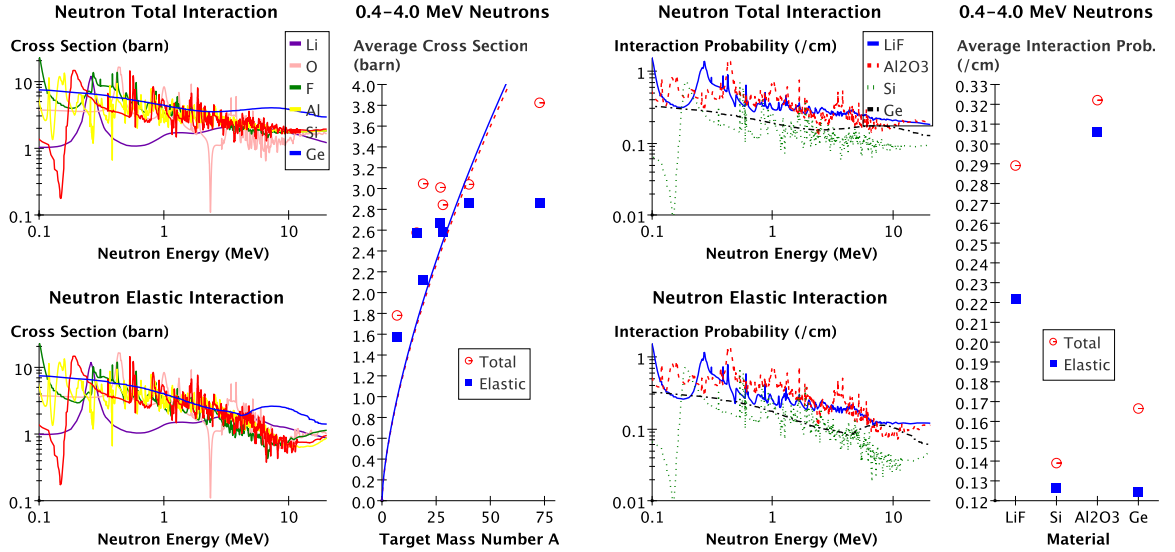 Neutron Total Interaction
Cross Section (barn)
Li
O
F
Al
Si
Ge
10
1
0.1
0.1
1
10
Neutron Energy (MeV)
Neutron Elastic Interaction
Cross Section (barn)
10
1
0.1
0.1
1
10
Neutron Energy (MeV)
0.4-4.0 MeV Neutrons
Average Cross Section
(barn)
4.0
3.8
3.6
3.4
3.2
3.0
2.8
2.6
2.4
2.2
2.0
1.8
1.6
1.4
1.2
1.0
0.8
0.6
0.4
0.2
0.0
Total
Elastic
0
25
50
75
Target Mass Number A
Neutron Total Interaction
Interaction Probability (/cm)
LiF
Al2O3
Si
Ge
1
0.1
0.01
0.1
1
10
Neutron Energy (MeV)
Neutron Elastic Interaction
Interaction Probability (/cm)
1
0.1
0.01
0.1
1
10
Neutron Energy (MeV)
0.4-4.0 MeV Neutrons
Average Interaction Prob.
(/cm)
0.33
0.32
0.31
0.30
0.29
0.28
0.27
0.26
0.25
0.24
0.23
0.22
0.21
0.20
0.19
0.18
0.17
0.16
0.15
0.14
0.13
0.12
Total
Elastic
LiF
Si
Al2O3
Ge
Material